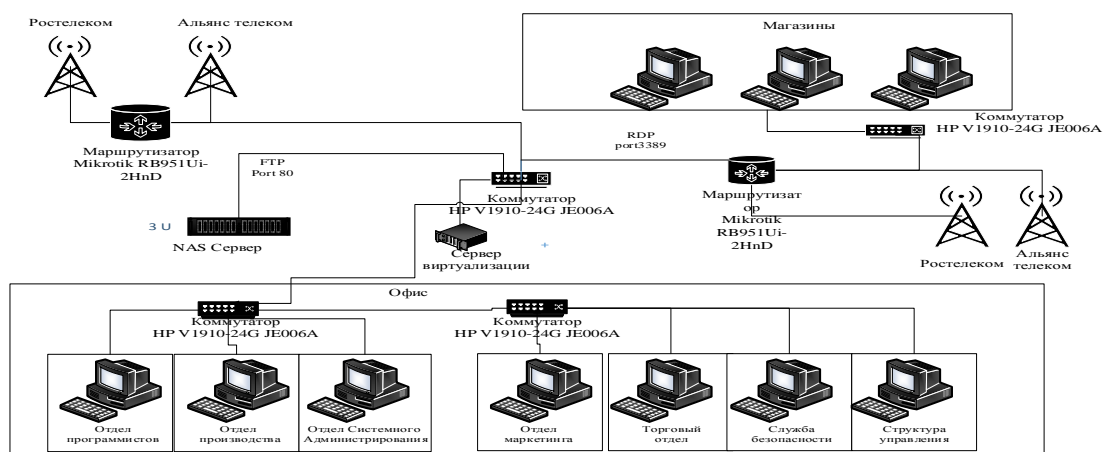 Ростелеком
Альянс телеком
Магазины
Маршрутизатор
Mikrotik RB951Ui-
2HnD
Коммутатор
HP V1910-24G JE006A
RDP
port3389
FTP
Port 80
Коммутатор
HP V1910-24G JE006A
Маршрутизат
ор Mikrotik
RB951Ui-
2HnD
3 U
NAS Сервер
Сервер
виртуализации
+
Ростелеком
Альянс
телеком
Офис
Коммутатор
HP V1910-24G JE006A
Коммутатор
HP V1910-24G JE006A
Отдел
программистов
Отдел
производства
Отдел Системного
Администрирования
Отдел
маркетинга
Торговый
отдел
Служба
безопасности
Структура
управления